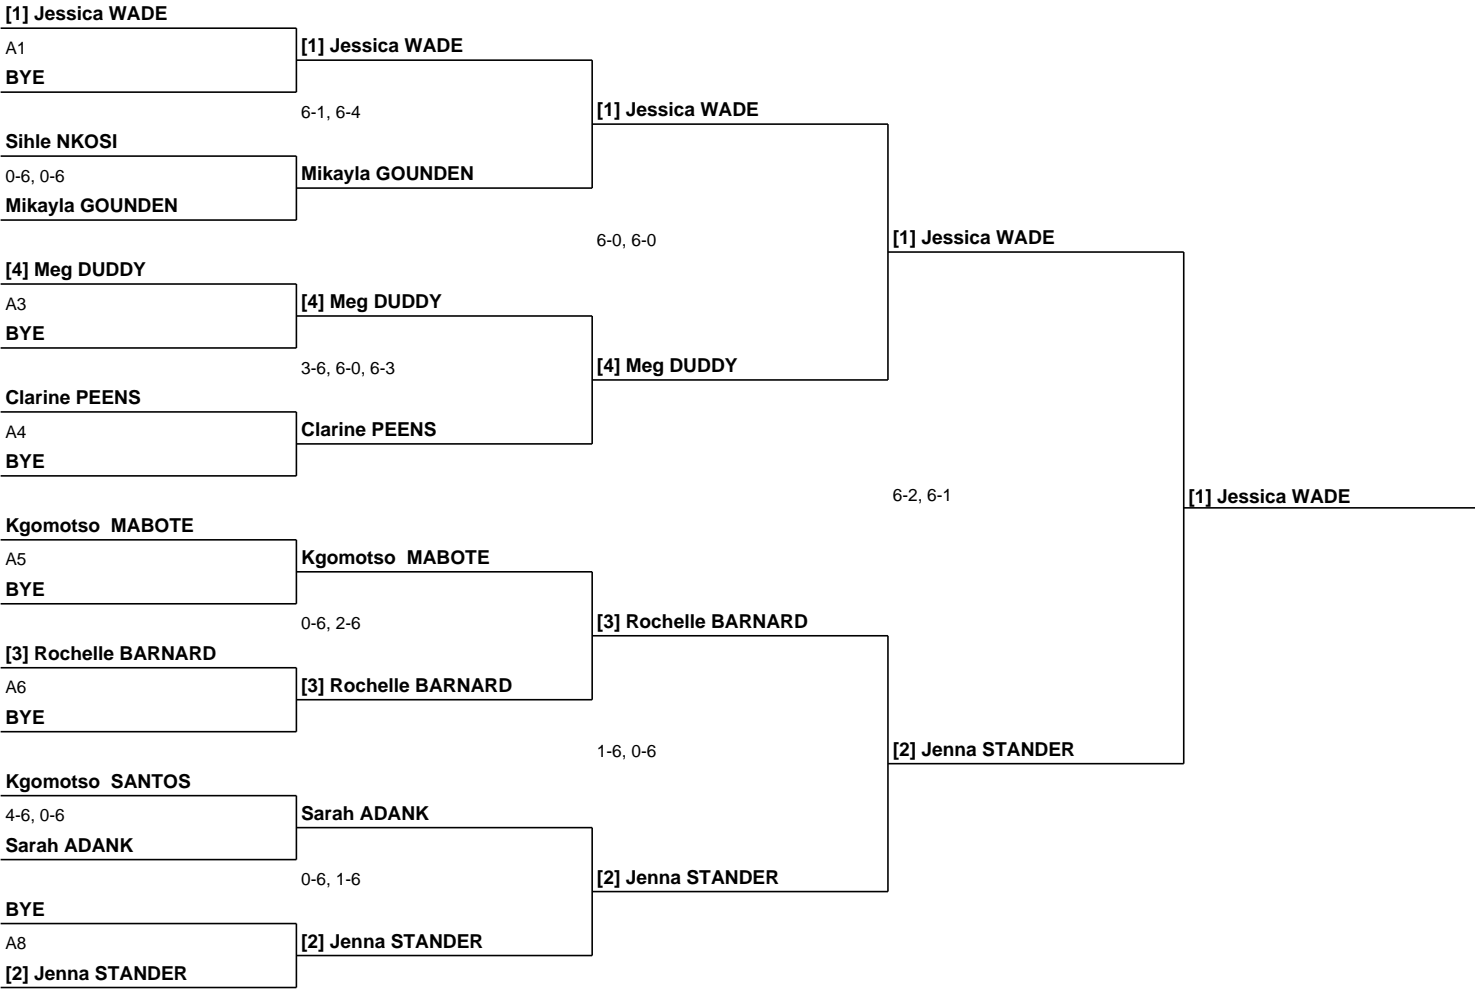 [1] Jessica WADE
A1
BYE
Sihle NKOSI
0-6, 0-6
Mikayla GOUNDEN
[4] Meg DUDDY
A3
BYE
Clarine PEENS
A4
BYE
Kgomotso  MABOTE
A5
BYE
[3] Rochelle BARNARD
A6
BYE
Kgomotso  SANTOS
4-6, 0-6
Sarah ADANK
BYE
A8
[2] Jenna STANDER
[1] Jessica WADE
6-1, 6-4
Mikayla GOUNDEN
[4] Meg DUDDY
3-6, 6-0, 6-3
Clarine PEENS
Kgomotso  MABOTE
0-6, 2-6
[3] Rochelle BARNARD
Sarah ADANK
0-6, 1-6
[2] Jenna STANDER
[1] Jessica WADE
6-0, 6-0
[4] Meg DUDDY
[3] Rochelle BARNARD
1-6, 0-6
[2] Jenna STANDER
[1] Jessica WADE
6-2, 6-1
[2] Jenna STANDER
[1] Jessica WADE